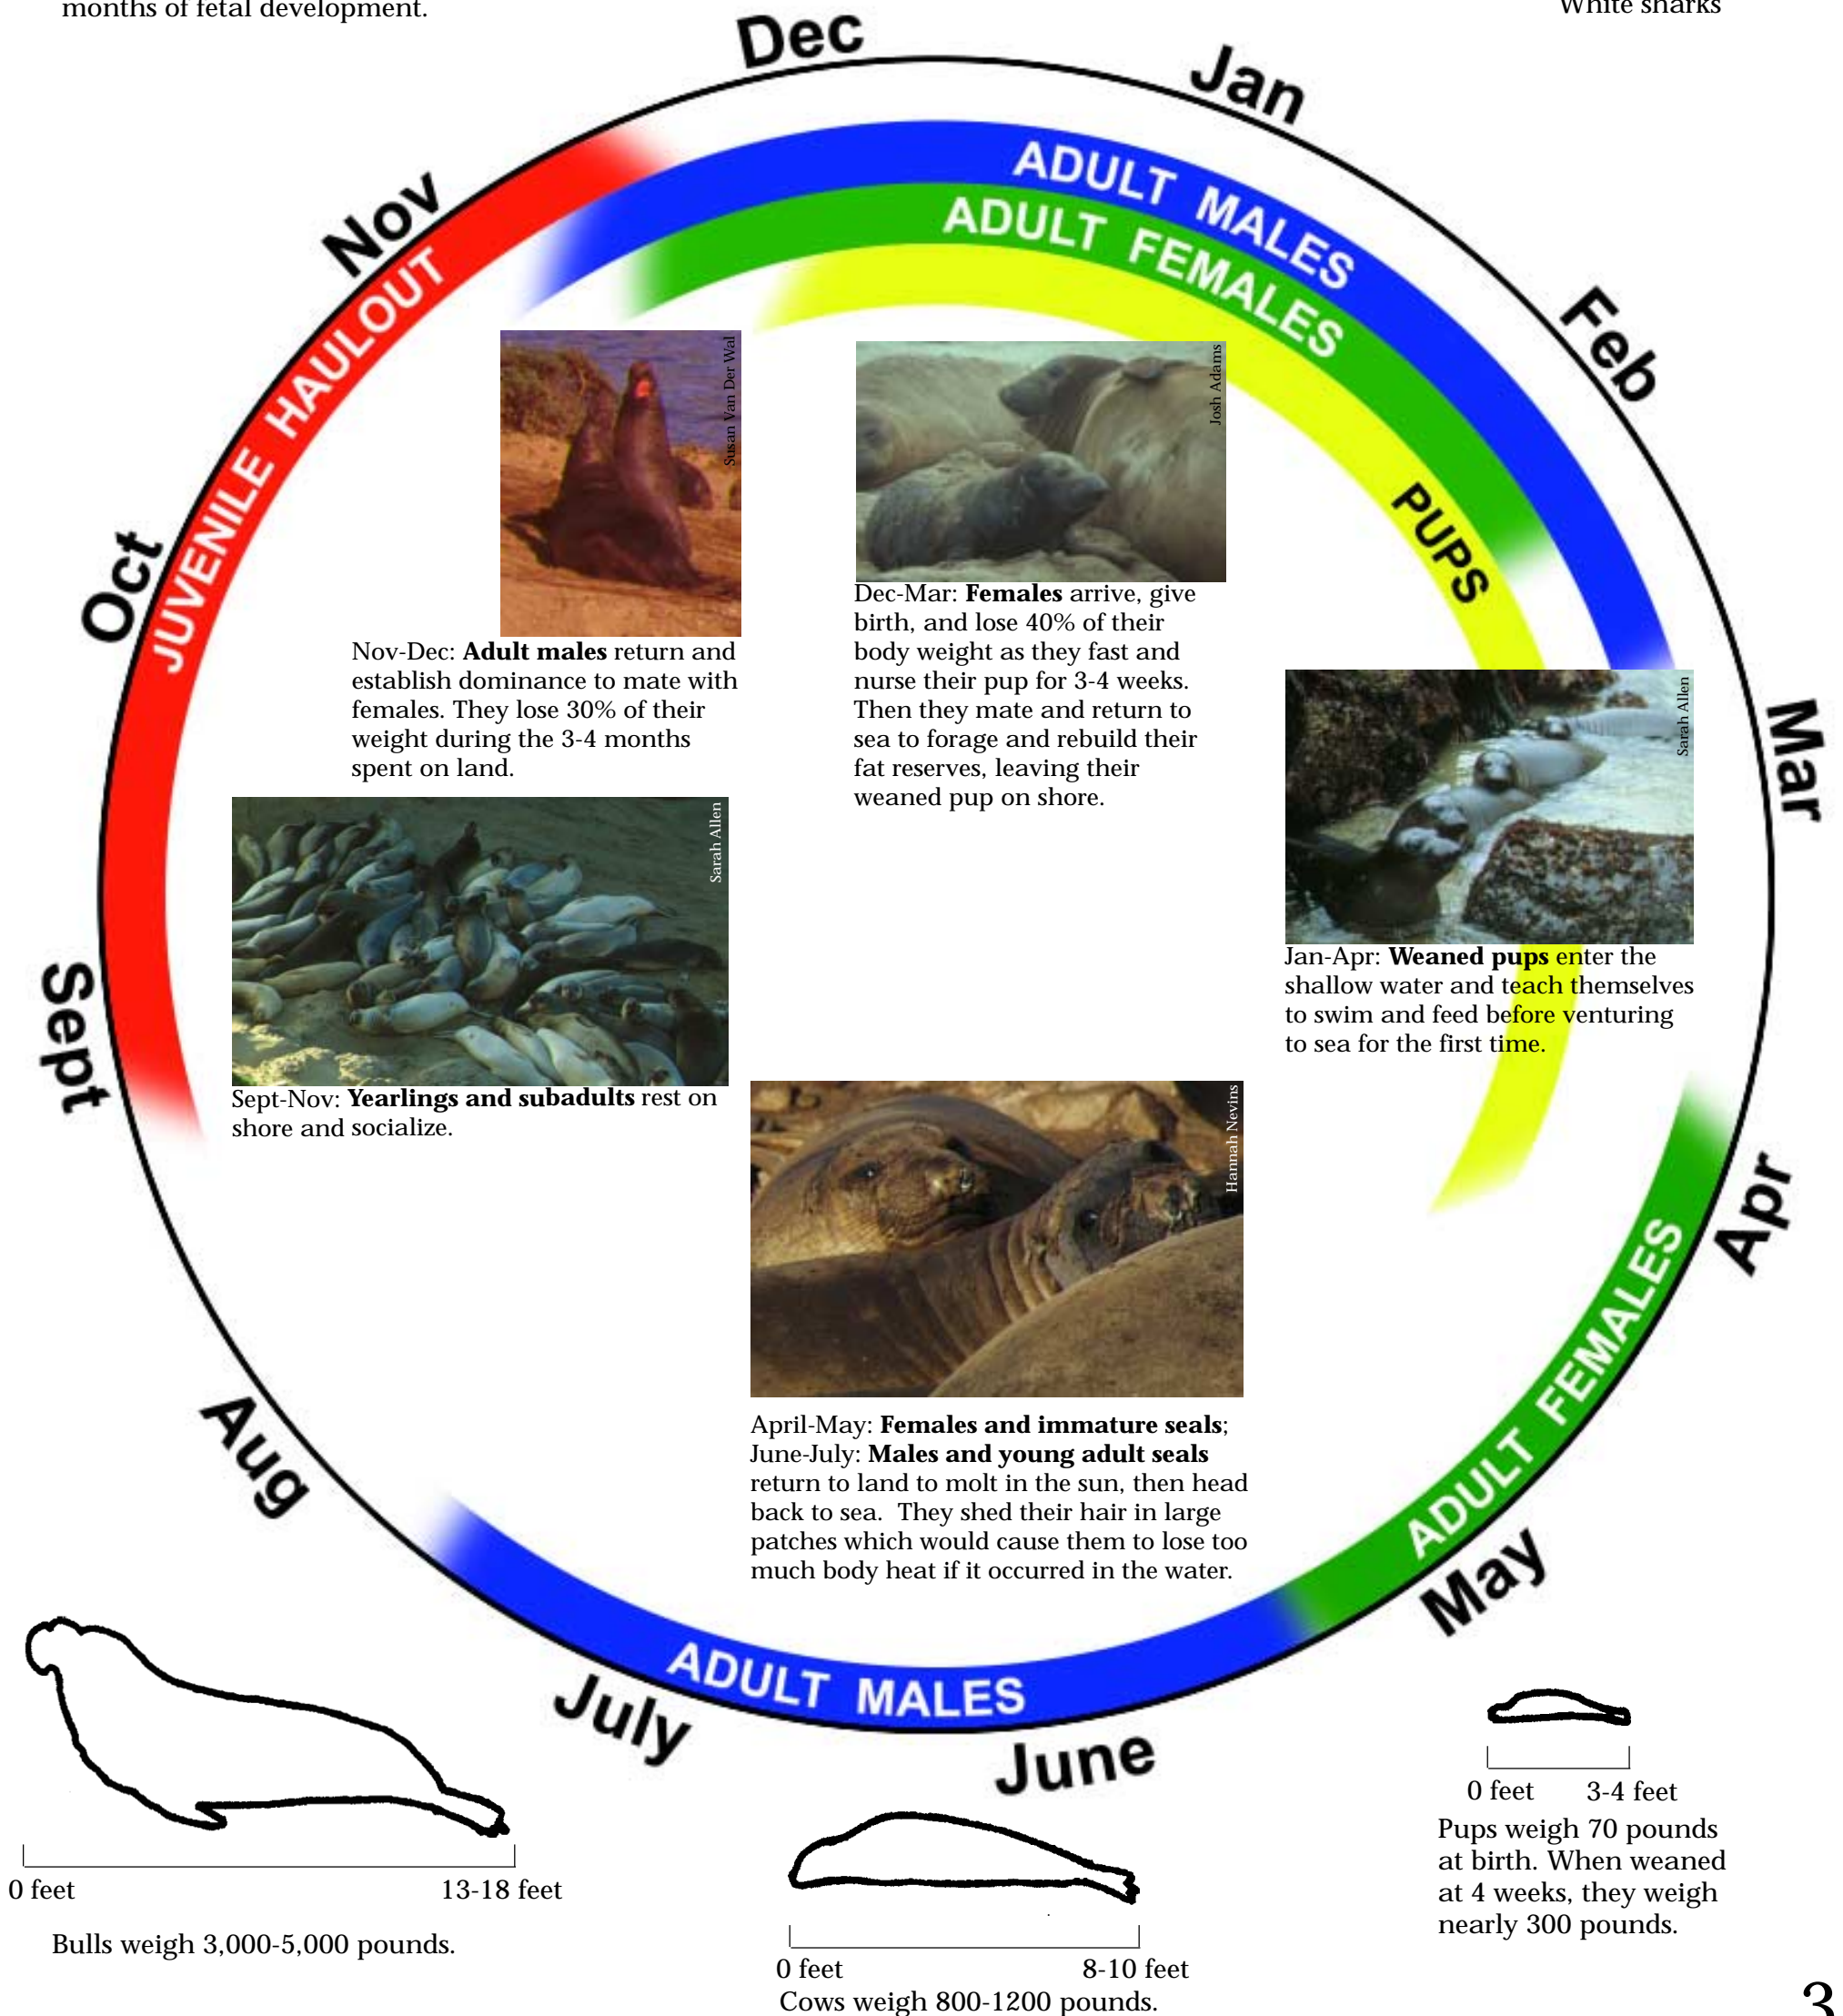 months of fetal development.
White sharks
Dec
Jan
Nov
Feb
Oct
Mar
Sept
Apr
Aug
May
July
June
JUVENILE HAULOUT
ADULT MALES
ADULT FEMALES
PUPS
Susan Van Der Wal
Nov-Dec: Adult males return and
establish dominance to mate with
females. They lose 30% of their
weight during the 3-4 months
spent on land.
Josh Adams
Dec-Mar: Females arrive, give
birth, and lose 40% of their
body weight as they fast and
nurse their pup for 3-4 weeks.
Then they mate and return to
sea to forage and rebuild their
fat reserves, leaving their
weaned pup on shore.
Sarah Allen
Jan-Apr: Weaned pups enter the
shallow water and teach themselves
to swim and feed before venturing
to sea for the first time.
Sarah Allen
Sept-Nov: Yearlings and subadults rest on
shore and socialize.
Hannah Nevins
April-May: Females and immature seals;
June-July: Males and young adult seals
return to land to molt in the sun, then head
back to sea. They shed their hair in large
patches which would cause them to lose too
much body heat if it occurred in the water.
ADULT FEMALES
ADULT MALES
0 feet 13-18 feet
Bulls weigh 3,000-5,000 pounds.
0 feet 8-10 feet
Cows weigh 800-1200 pounds.
0 feet 3-4 feet
Pups weigh 70 pounds
at birth. When weaned
at 4 weeks, they weigh
nearly 300 pounds.
3